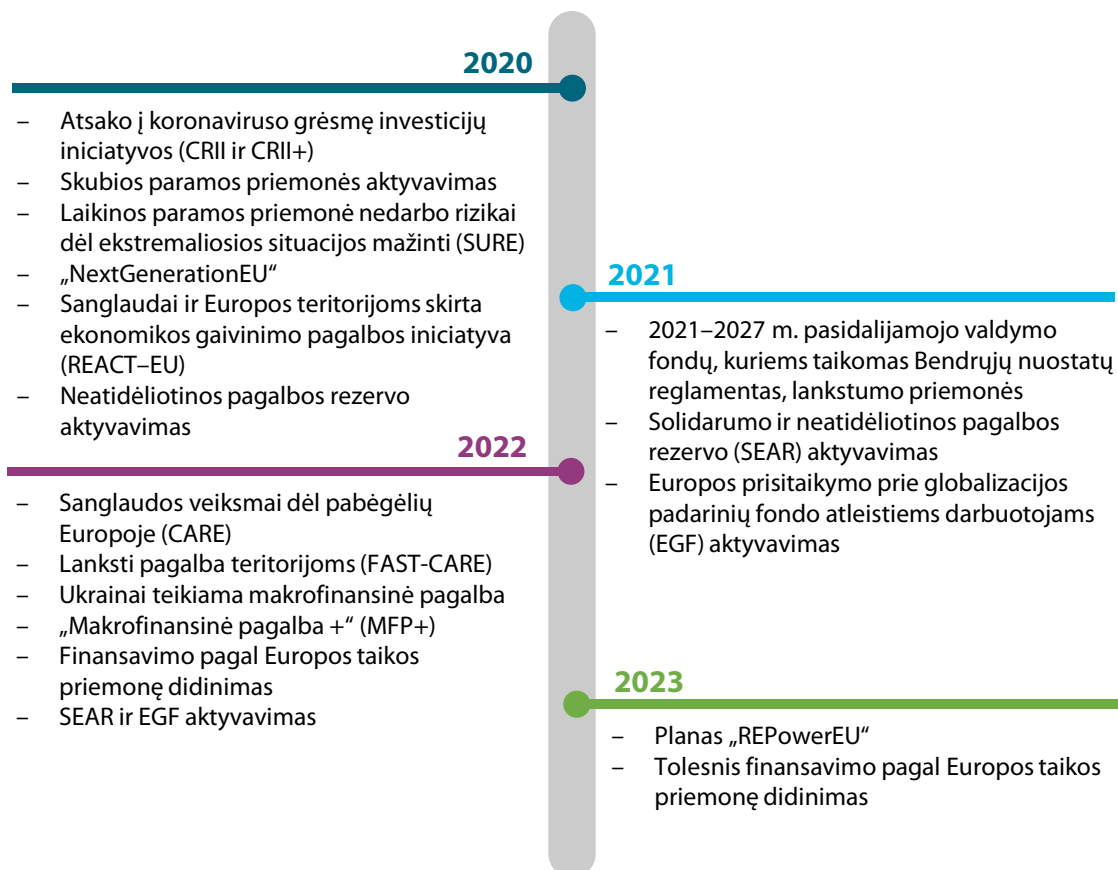 2020
– Atsako į koronaviruso grėsmę investicijų
iniciatyvos (CRII ir CRII+)
– Skubios paramos priemonės aktyvavimas
– Laikinos paramos priemonė nedarbo rizikai
dėl ekstremaliosios situacijos mažinti (SURE)
– „NextGenerationEU“
– Sanglaudai ir Europos teritorijoms skirta
ekonomikos gaivinimo pagalbos iniciatyva
(REACT–EU)
– Neatidėliotinos pagalbos rezervo
aktyvavimas
2021
– 2021–2027 m. pasidalijamojo valdymo
fondų, kuriems taikomas Bendrųjų nuostatų
reglamentas, lankstumo priemonės
– Solidarumo ir neatidėliotinos pagalbos
rezervo (SEAR) aktyvavimas
– Europos prisitaikymo prie globalizacijos
padarinių fondo atleistiems darbuotojams
(EGF) aktyvavimas
2022
– Sanglaudos veiksmai dėl pabėgėlių
Europoje (CARE)
– Lanksti pagalba teritorijoms (FAST-CARE)
– Ukrainai teikiama makrofinansinė pagalba
– „Makrofinansinė pagalba +“ (MFP+)
– Finansavimo pagal Europos taikos
priemonę didinimas
– SEAR ir EGF aktyvavimas
2023
– Planas „REPowerEU“
– Tolesnis finansavimo pagal Europos taikos
priemonę didinimas